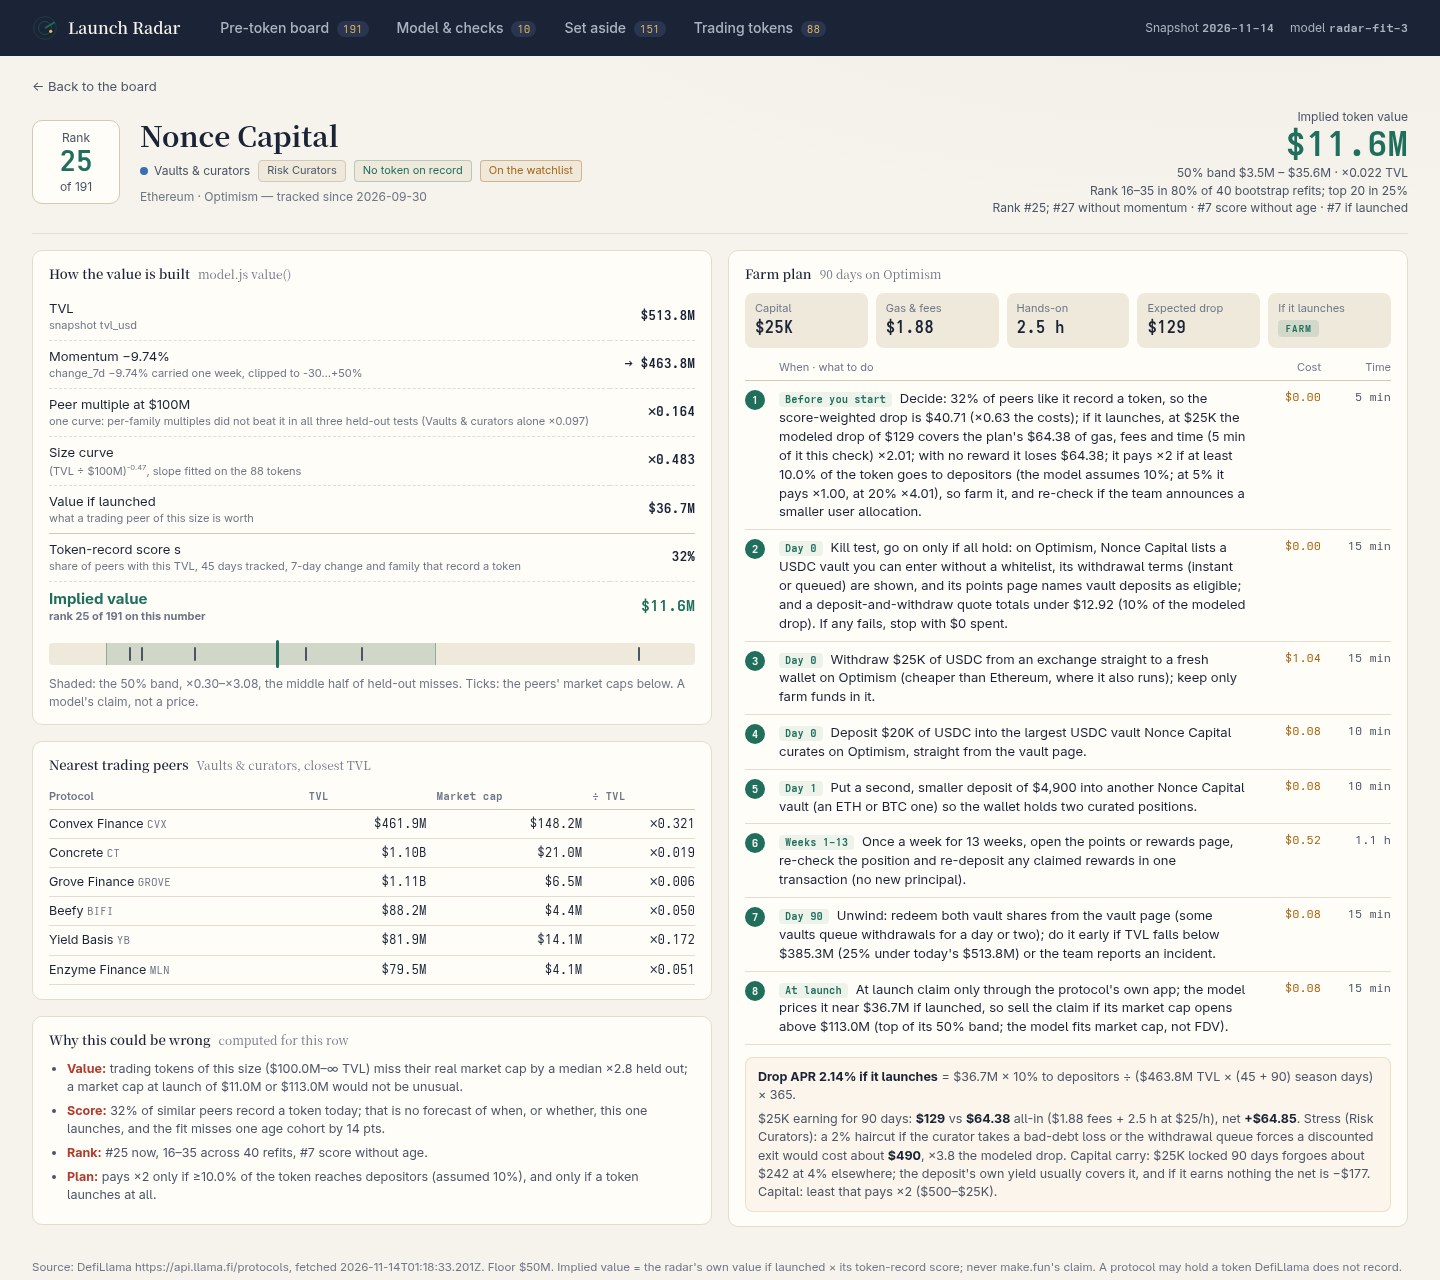 Launch Radar
Pre-token board 191
Model & checks 10
Set aside 151
Trading tokens 88
Snapshot 2026-11-14 model radar-fit-3
← Back to the board
Rank
25
of 191
Nonce Capital
Vaults & curators Risk Curators No token on record On the watchlist
Ethereum · Optimism — tracked since 2026-09-30
Implied token value
$11.6M
50% band $3.5M – $35.6M · ×0.022 TVL
Rank 16–35 in 80% of 40 bootstrap refits; top 20 in 25%
Rank #25; #27 without momentum · #7 score without age · #7 if launched
How the value is built model.js value()
TVL
snapshot tvl_usd
$513.8M
Momentum −9.74%
change_7d −9.74% carried one week, clipped to -30…+50%
→ $463.8M
Peer multiple at $100M
one curve: per-family multiples did not beat it in all three held-out tests (Vaults & curators alone ×0.097)
×0.164
Size curve
(TVL ÷ $100M)^-0.47, slope fitted on the 88 tokens
×0.483
Value if launched
what a trading peer of this size is worth
$36.7M
Token-record score s
share of peers with this TVL, 45 days tracked, 7-day change and family that record a token
32%
Implied value
rank 25 of 191 on this number
$11.6M
Shaded: the 50% band, ×0.30–×3.08, the middle half of held-out misses. Ticks: the peers' market caps below. A
model's claim, not a price.
Nearest trading peers Vaults & curators, closest TVL
Protocol TVL Market cap ÷ TVL
Convex Finance CVX $461.9M $148.2M ×0.321
Concrete CT $1.10B $21.0M ×0.019
Grove Finance GROVE $1.11B $6.5M ×0.006
Beefy BIFI $88.2M $4.4M ×0.050
Yield Basis YB $81.9M $14.1M ×0.172
Enzyme Finance MLN $79.5M $4.1M ×0.051
Why this could be wrong computed for this row
• Value: trading tokens of this size ($100.0M–∞ TVL) miss their real market cap by a median ×2.8 held out;
a market cap at launch of $11.0M or $113.0M would not be unusual.
• Score: 32% of similar peers record a token today; that is no forecast of when, or whether, this one
launches, and the fit misses one age cohort by 14 pts.
• Rank: #25 now, 16–35 across 40 refits, #7 score without age.
• Plan: pays ×2 only if ≥10.0% of the token reaches depositors (assumed 10%), and only if a token
launches at all.
Farm plan 90 days on Optimism
Capital
$25K
Gas & fees
$1.88
Hands-on
2.5 h
Expected drop
$129
If it launches
FARM
When · what to do Cost Time
1 Before you start Decide: 32% of peers like it record a token, so the $0.00 5 min
score-weighted drop is $40.71 (×0.63 the costs); if it launches, at $25K the
modeled drop of $129 covers the plan's $64.38 of gas, fees and time (5 min
of it this check) ×2.01; with no reward it loses $64.38; it pays ×2 if at least
10.0% of the token goes to depositors (the model assumes 10%; at 5% it
pays ×1.00, at 20% ×4.01), so farm it, and re-check if the team announces a
smaller user allocation.
2 Day 0 Kill test, go on only if all hold: on Optimism, Nonce Capital lists a $0.00 15 min
USDC vault you can enter without a whitelist, its withdrawal terms (instant
or queued) are shown, and its points page names vault deposits as eligible;
and a deposit-and-withdraw quote totals under $12.92 (10% of the modeled
drop). If any fails, stop with $0 spent.
3 Day 0 Withdraw $25K of USDC from an exchange straight to a fresh $1.04 15 min
wallet on Optimism (cheaper than Ethereum, where it also runs); keep only
farm funds in it.
4 Day 0 Deposit $20K of USDC into the largest USDC vault Nonce Capital $0.08 10 min
curates on Optimism, straight from the vault page.
5 Day 1 Put a second, smaller deposit of $4,900 into another Nonce Capital $0.08 10 min
vault (an ETH or BTC one) so the wallet holds two curated positions.
6 Weeks 1–13 Once a week for 13 weeks, open the points or rewards page, $0.52 1.1 h
re-check the position and re-deposit any claimed rewards in one
transaction (no new principal).
7 Day 90 Unwind: redeem both vault shares from the vault page (some $0.08 15 min
vaults queue withdrawals for a day or two); do it early if TVL falls below
$385.3M (25% under today's $513.8M) or the team reports an incident.
8 At launch At launch claim only through the protocol's own app; the model $0.08 15 min
prices it near $36.7M if launched, so sell the claim if its market cap opens
above $113.0M (top of its 50% band; the model fits market cap, not FDV).
Drop APR 2.14% if it launches = $36.7M × 10% to depositors ÷ ($463.8M TVL × (45 + 90) season days)
× 365.
$25K earning for 90 days: $129 vs $64.38 all-in ($1.88 fees + 2.5 h at $25/h), net +$64.85. Stress (Risk
Curators): a 2% haircut if the curator takes a bad-debt loss or the withdrawal queue forces a discounted
exit would cost about $490, ×3.8 the modeled drop. Capital carry: $25K locked 90 days forgoes about
$242 at 4% elsewhere; the deposit's own yield usually covers it, and if it earns nothing the net is −$177.
Capital: least that pays ×2 ($500–$25K).
Source: DefiLlama https://api.llama.fi/protocols, fetched 2026-11-14T01:18:33.201Z. Floor $50M. Implied value = the radar's own value if launched × its token-record score; never make.fun's claim. A protocol may hold a token DefiLlama does not record.